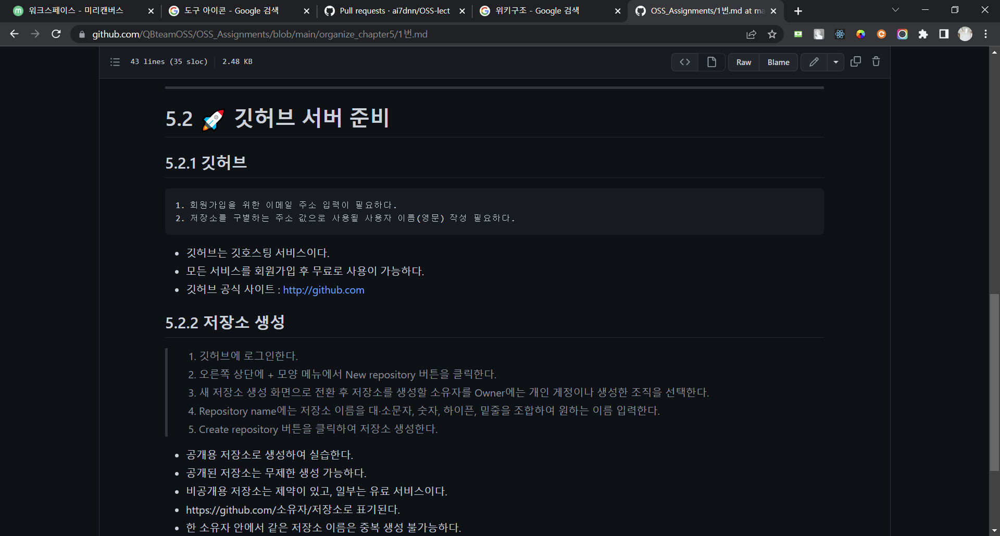 워크스페이스 - 미리캔버스
도구 아이콘 - Google 검색
Pull requests · ai7dnn/OSS-lect
위키구조 - Google 검색
OSS_Assignments/1번.md at ma
github.com/QBteamOSS/OSS_Assignments/blob/main/organize_chapter5/1번.md
43 lines (35 sloc) 2.48 KB
Raw Blame
5.2 🚀 깃허브 서버 준비
5.2.1 깃허브
1. 회원가입을 위한 이메일 주소 입력이 필요하다.
2. 저장소를 구별하는 주소 값으로 사용될 사용자 이름(영문) 작성 필요하다.
• 깃허브는 깃호스팅 서비스이다.
• 모든 서비스를 회원가입 후 무료로 사용이 가능하다.
• 깃허브 공식 사이트 : http://github.com
5.2.2 저장소 생성
1. 깃허브에 로그인한다.
2. 오른쪽 상단에 + 모양 메뉴에서 New repository 버튼을 클릭한다.
3. 새 저장소 생성 화면으로 전환 후 저장소를 생성할 소유자를 Owner에는 개인 게정이나 생성한 조직을 선택한다.
4. Repository name에는 저장소 이름을 대·소문자, 숫자, 하이픈, 밑줄을 조합하여 원하는 이름 입력한다.
5. Create repository 버튼을 클릭하여 저장소 생성한다.
• 공개용 저장소로 생성하여 실습한다.
• 공개된 저장소는 무제한 생성 가능하다.
• 비공개용 저장소는 제약이 있고, 일부는 유료 서비스이다.
• https://github.com/소유자/저장소로 표기된다.
• 한 소유자 안에서 같은 저장소 이름은 중복 생성 불가능하다.